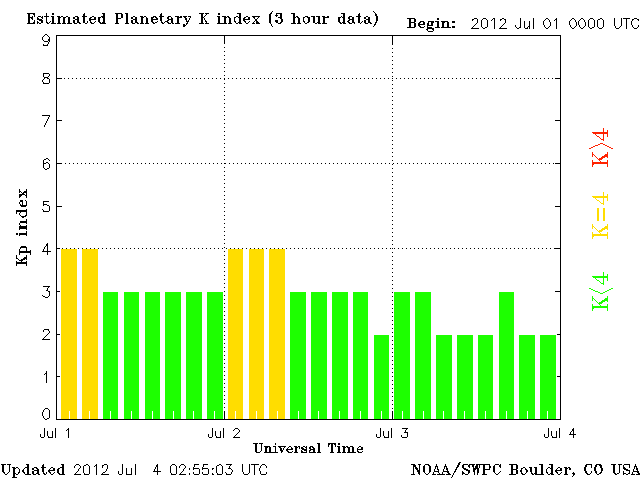 Estimated Planetary K index (3 hour data)
Begin: 2012 Jul 01 0000 UTC
9
8
7
6
5
4
3
2
1
0
Kp index
K>4
K=4
K<4
Jul 1
Jul 2
Jul 3
Jul 4
Universal Time
Updated 2012 Jul 4 02:55:03 UTC
NOAA/SWPC Boulder, CO USA